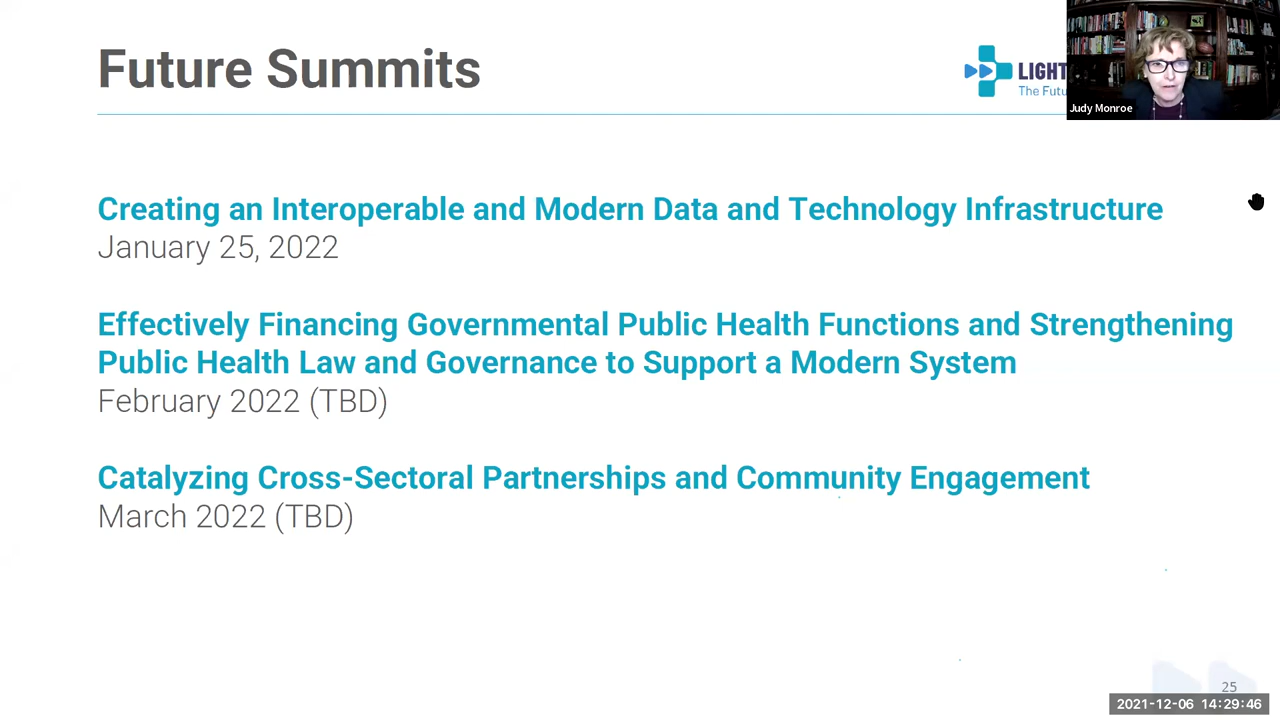 Future Summits
LIGHT
The Futu
Judy Monroe
Creating an Interoperable and Modern Data and Technology Infrastructure
January 25, 2022
Effectively Financing Governmental Public Health Functions and Strengthening
Public Health Law and Governance to Support a Modern System
February 2022 (TBD)
Catalyzing Cross-Sectoral Partnerships and Community Engagement
March 2022 (TBD)
25
2021-12-06 14:29:46